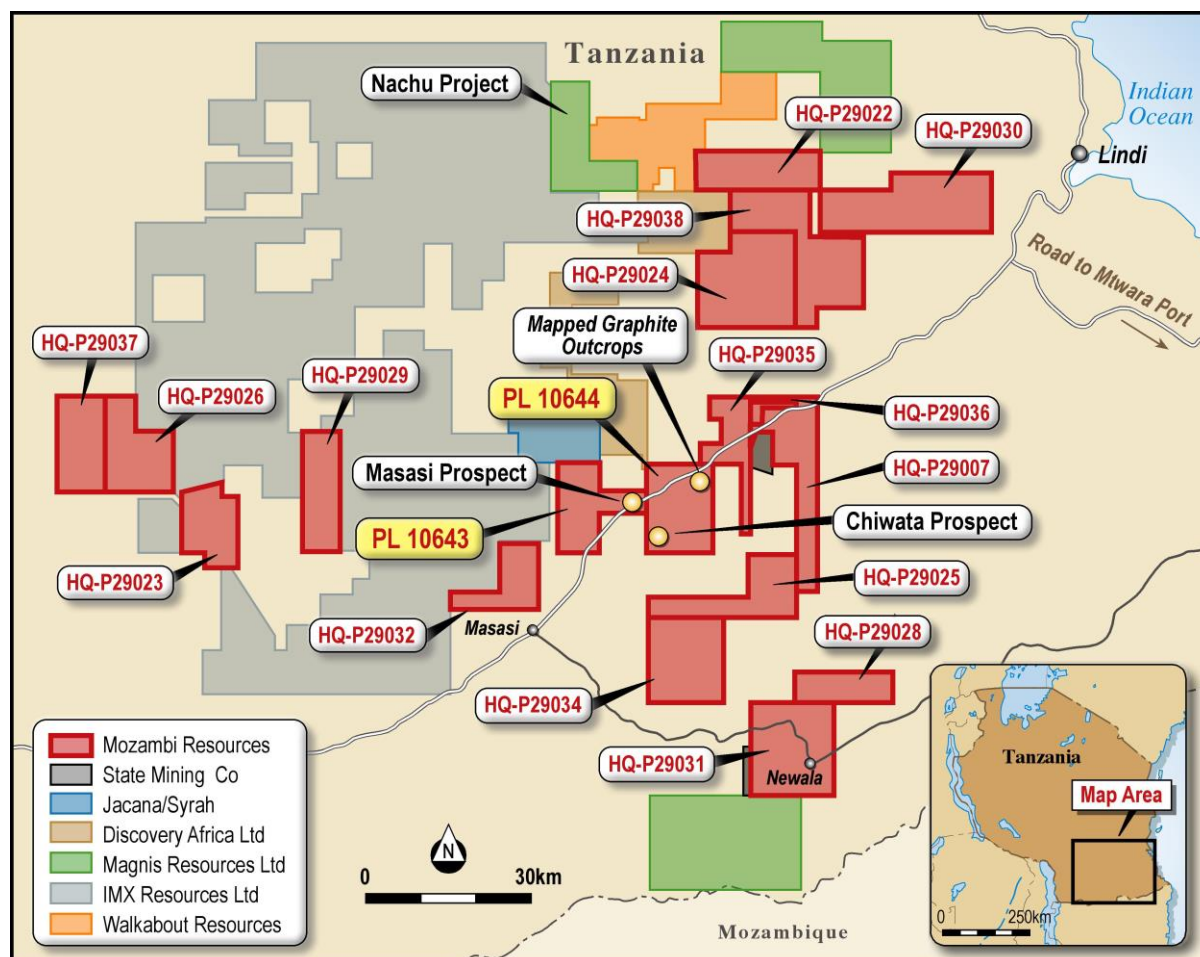 Tanzania
Nachu Project
Indian
Ocean
HQ-P29022
HQ-P29030
Lindi
HQ-P29038
HQ-P29024
Road to Mtwara Port
Mapped Graphite
Outcrops
HQ-P29037
HQ-P29029
HQ-P29035
HQ-P29026
PL 10644
HQ-P29036
Masasi Prospect
HQ-P29007
PL 10643
Chiwata Prospect
HQ-P29023
HQ-P29025
HQ-P29032
Masasi
HQ-P29028
HQ-P29034
HQ-P29031
Newala
Mozambi Resources
State Mining Co
Jacana/Syrah
Discovery Africa Ltd
Magnis Resources Ltd
IMX Resources Ltd
Walkabout Resources
N
0 30km
Mozambique
Tanzania
Map Area
0 250km